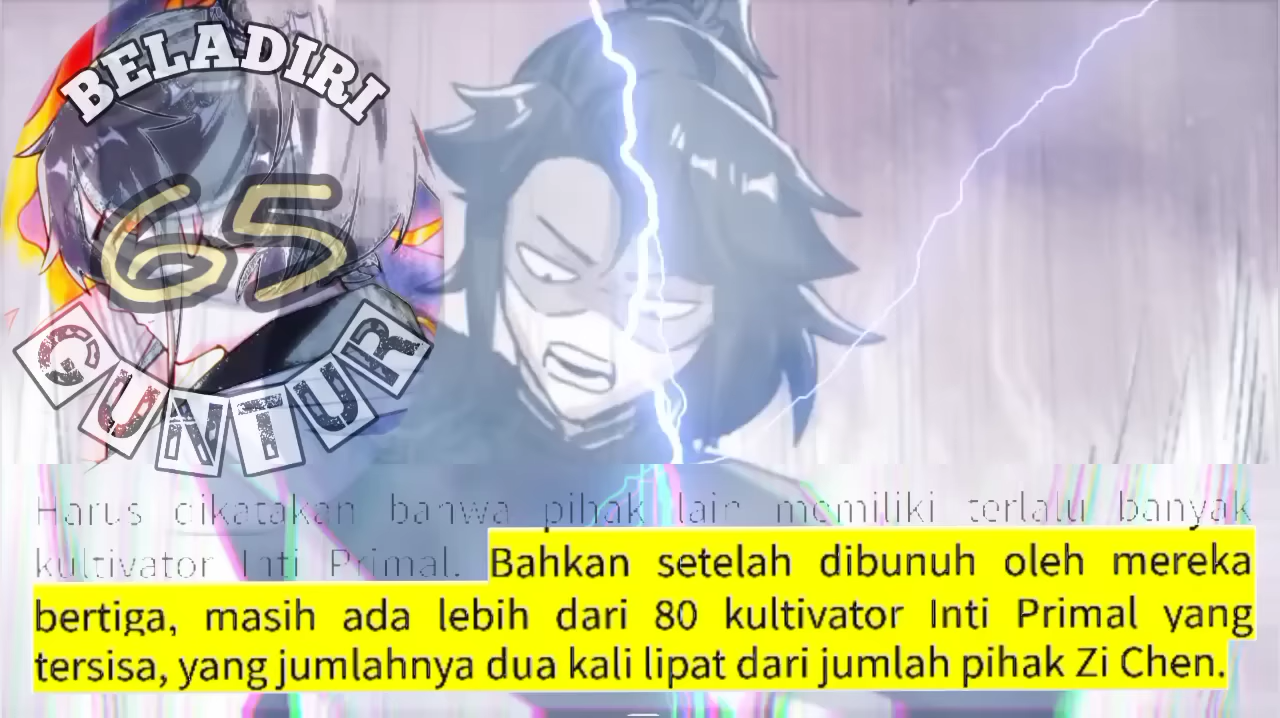 BELADIRI
65
GUNTUR
Harus dikatakan bahwa pihak lain memiliki terlalu banyak
kultivator Inti Primal. Bahkan setelah dibunuh oleh mereka
bertiga, masih ada lebih dari 80 kultivator Inti Primal yang
tersisa, yang jumlahnya dua kali lipat dari jumlah pihak Zi Chen.